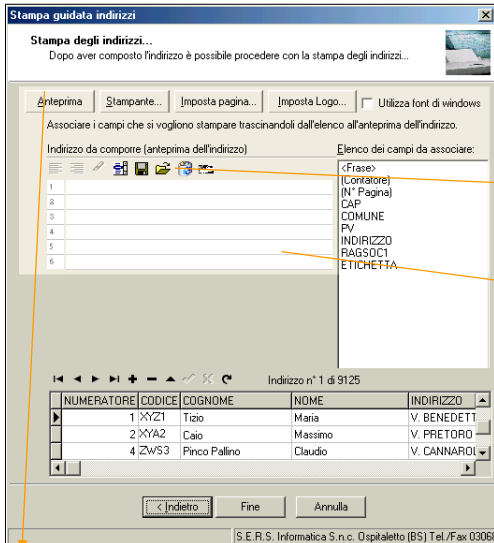 Stampa guidata indirizzi
Stampa degli indirizzi...
Dopo aver composto l'indirizzo è possibile procedere con la stampa degli indirizzi...
Anteprima Stampante... Imposta pagina... Imposta Logo... Utilizza font di windows
Associare i campi che si vogliono stampare trascinandoli dall'elenco all'anteprima dell'indirizzo.
Indirizzo da comporre (anteprima dell'indirizzo) Elenco dei campi da associare:
<Frase>
(Contatore)
(N° Pagina)
CAP
COMUNE
PV
INDIRIZZO
RAGSOC1
ETICHETTA
1
2
3
4
5
6
Indirizzo n° 1 di 9125
NUMERATORE CODICE COGNOME NOME INDIRIZZO
1 XYZ1 Tizio Maria V. BENEDETT
2 XYA2 Caio Massimo V. PRETORO
4 ZWS3 Pinco Pallino Claudio V. CANNAROL
< Indietro Fine Annulla
S.E.R.S. Informatica S.n.c. Ospitaletto (BS) Tel./Fax 0306